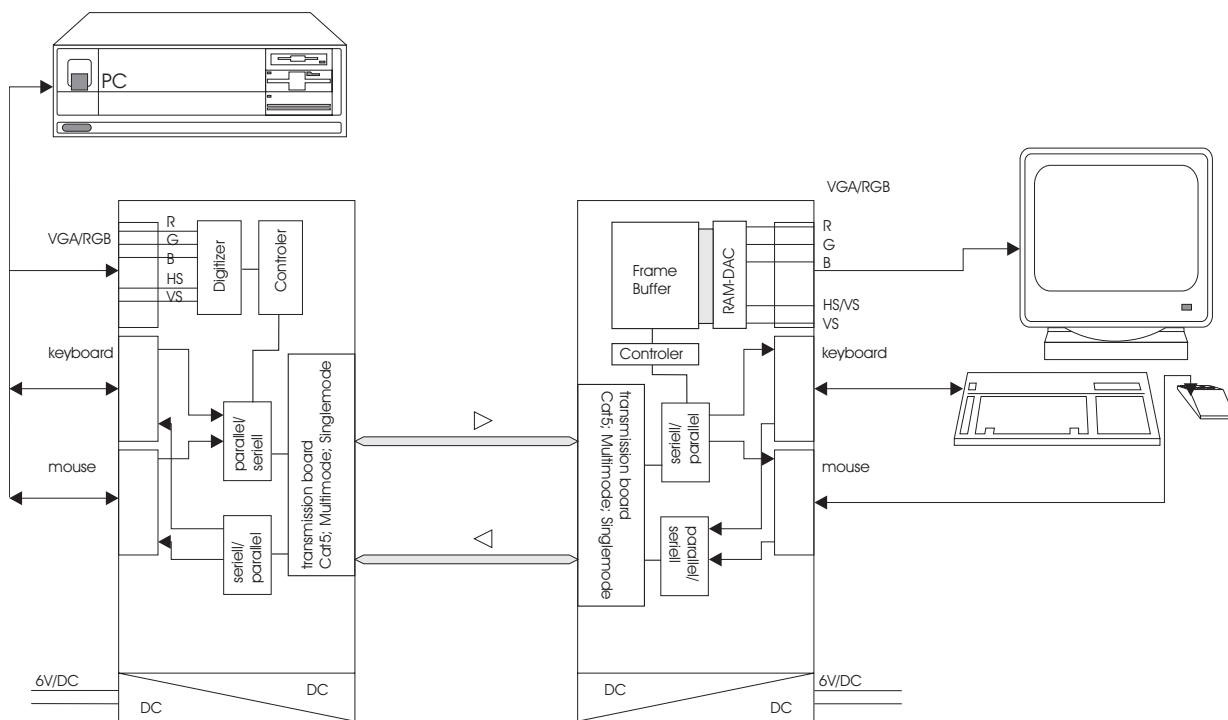 PC
VGA/RGB
R
G
B
HS
VS
Digitizer
Controler
keyboard
mouse
parallel/
seriell
seriell/
parallel
transmission board
Cat5; Multimode; Singlemode
6V/DC
DC
DC
VGA/RGB
Frame
Buffer
RAM-DAC
R
G
B
HS/VS
VS
Controler
keyboard
mouse
transmission board
Cat5; Multimode; Singlemode
seriell/
parallel
parallel/
seriell
DC
DC
6V/DC